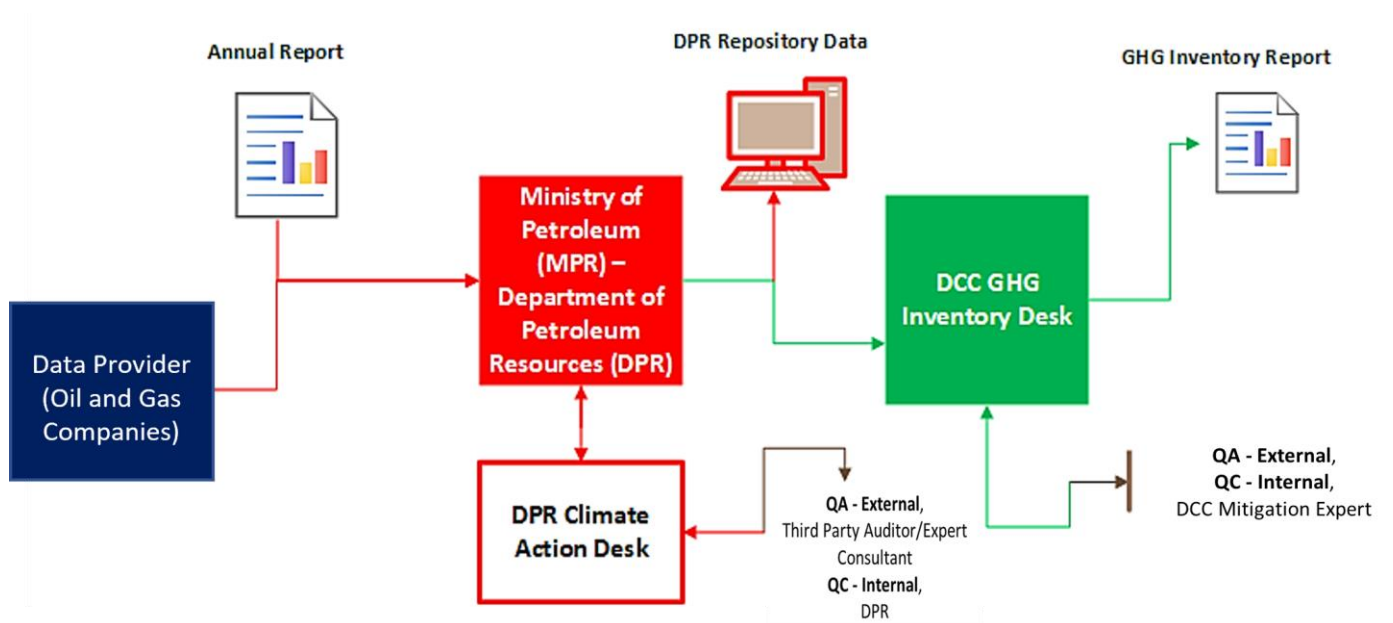 Annual Report
DPR Repository Data
GHG Inventory Report
Ministry of
Petroleum
(MPR) –
Department of
Petroleum
Resources (DPR)
DCC GHG
Inventory Desk
Data Provider
(Oil and Gas
Companies)
DPR Climate
Action Desk
QA - External,
Third Party Auditor/Expert
Consultant
QC - Internal,
DPR
QA - External,
QC - Internal,
DCC Mitigation Expert